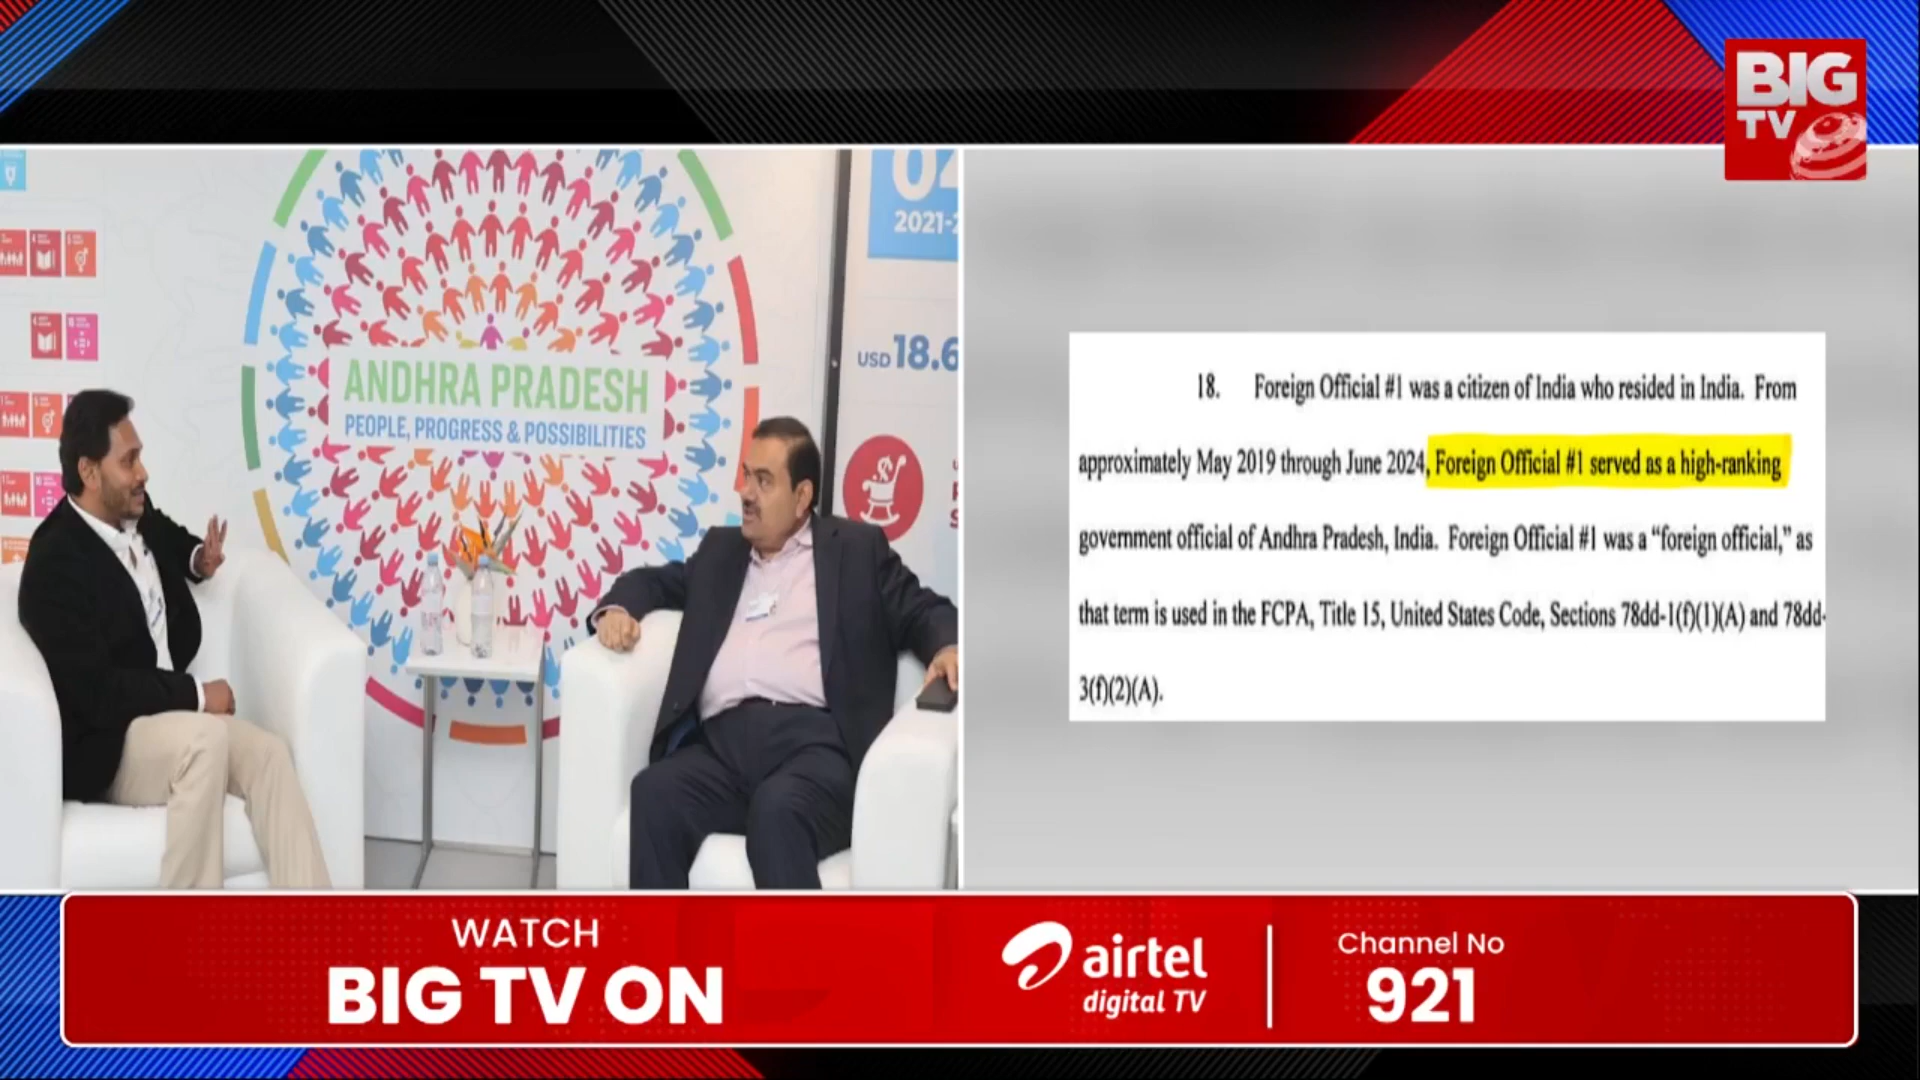 BIG
TV
2021-
USD 18.6
ANDHRA PRADESH
PEOPLE, PROGRESS & POSSIBILITIES
18. Foreign Official #1 was a citizen of India who resided in India. From
approximately May 2019 through June 2024, Foreign Official #1 served as a high-ranking
government official of Andhra Pradesh, India. Foreign Official #1 was a “foreign official,” as
that term is used in the FCPA, Title 15, United States Code, Sections 78dd-1(f)(1)(A) and 78dd-
3(f)(2)(A).
WATCH
BIG TV ON
airtel
digital TV
Channel No
921